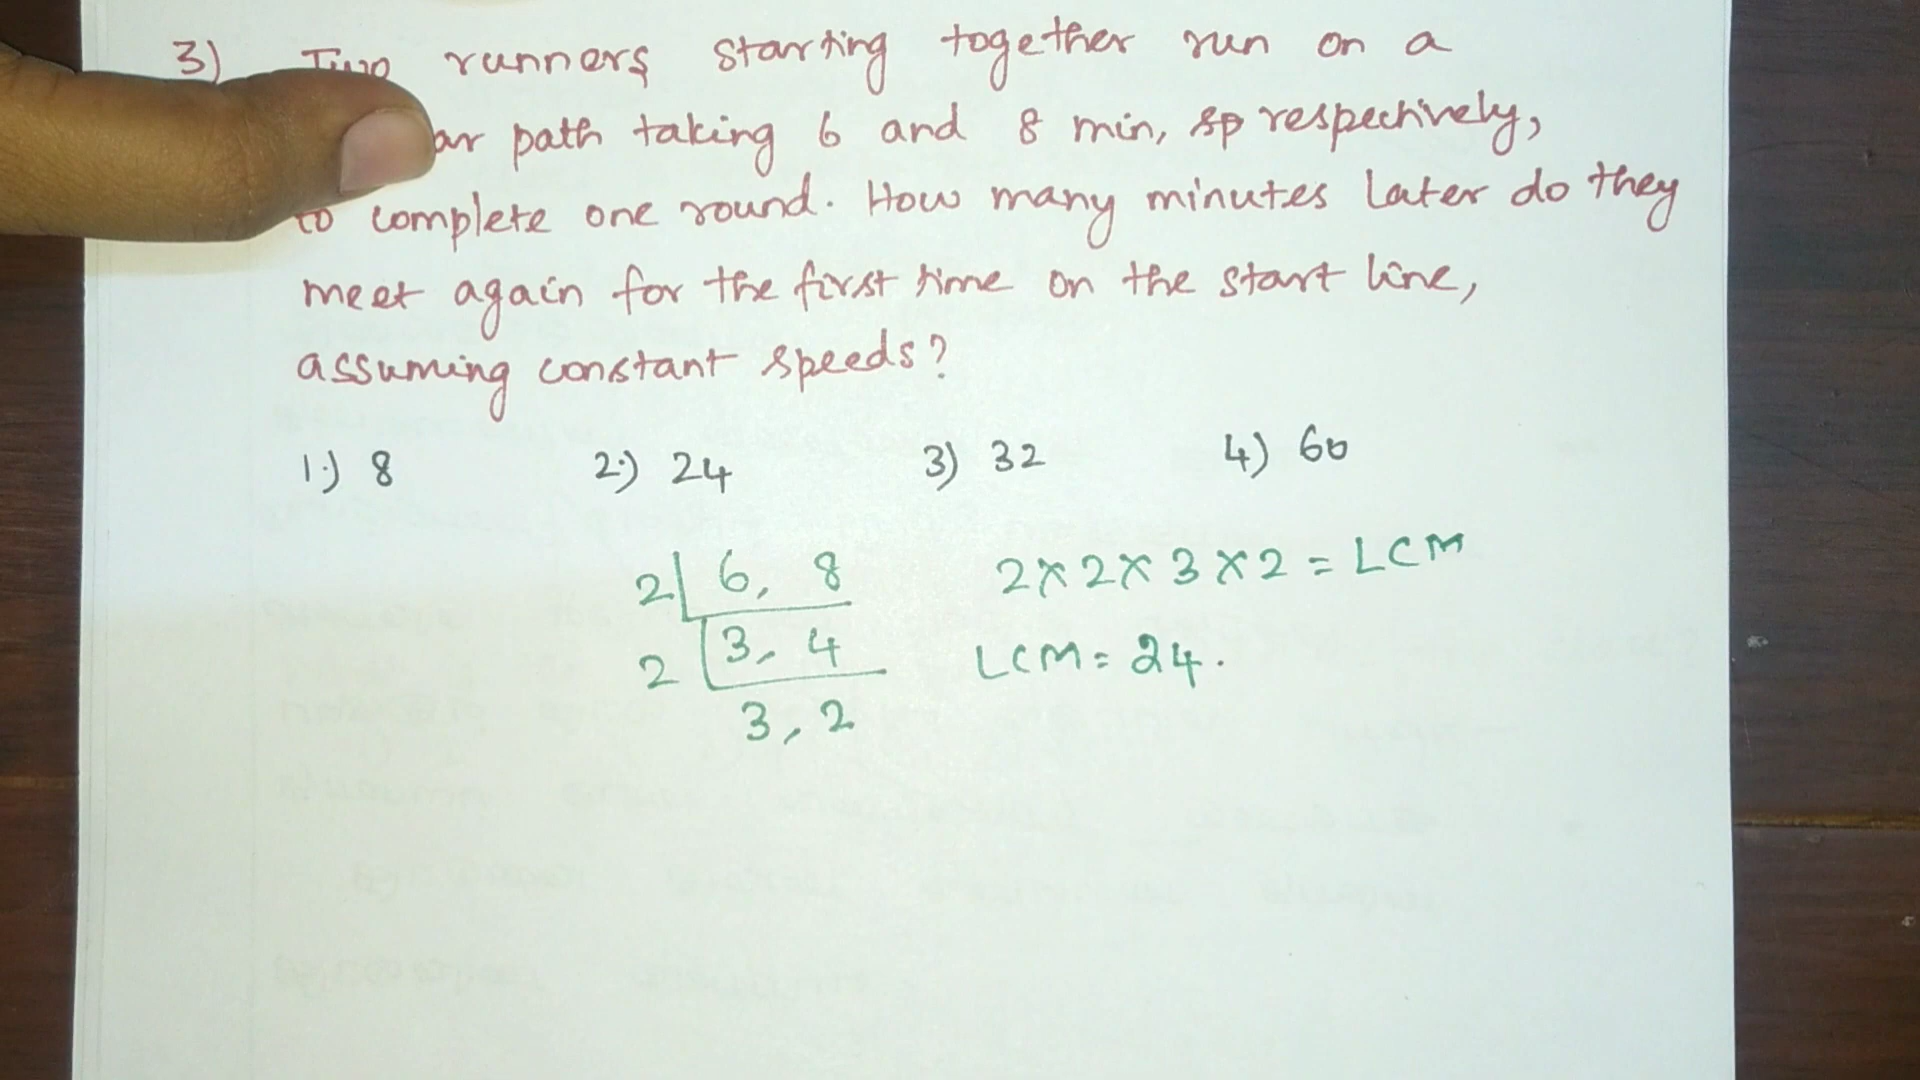 3) Two runners starting together run on a
ar path taking 6 and 8 min, sp respectively,
to complete one round. How many minutes later do they
meet again for the first time on the start line,
assuming constant speeds?
1.) 8 2.) 24 3) 32 4) 60
2 6, 8 2 × 2 × 3 × 2 = LCM
2 3, 4 LCM = 24.
3, 2